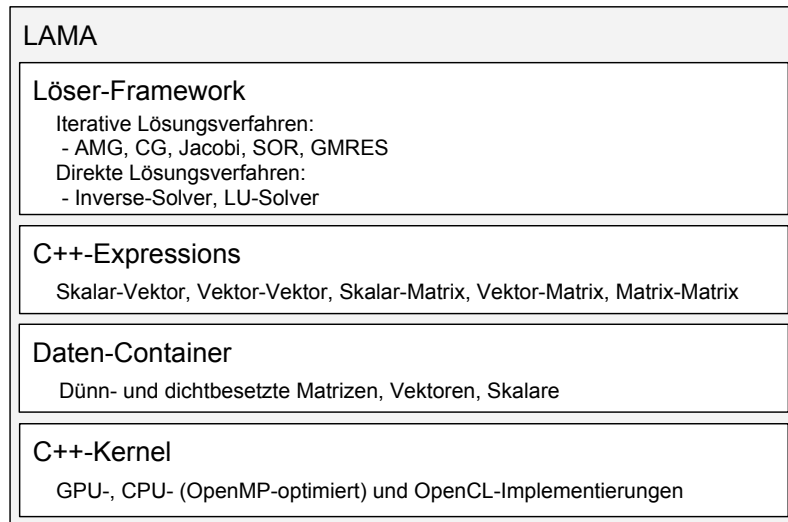 LAMA
Löser-Framework
Iterative Lösungsverfahren:
- AMG, CG, Jacobi, SOR, GMRES
Direkte Lösungsverfahren:
- Inverse-Solver, LU-Solver
C++-Expressions
Skalar-Vektor, Vektor-Vektor, Skalar-Matrix, Vektor-Matrix, Matrix-Matrix
Daten-Container
Dünn- und dichtbesetzte Matrizen, Vektoren, Skalare
C++-Kernel
GPU-, CPU- (OpenMP-optimiert) und OpenCL-Implementierungen